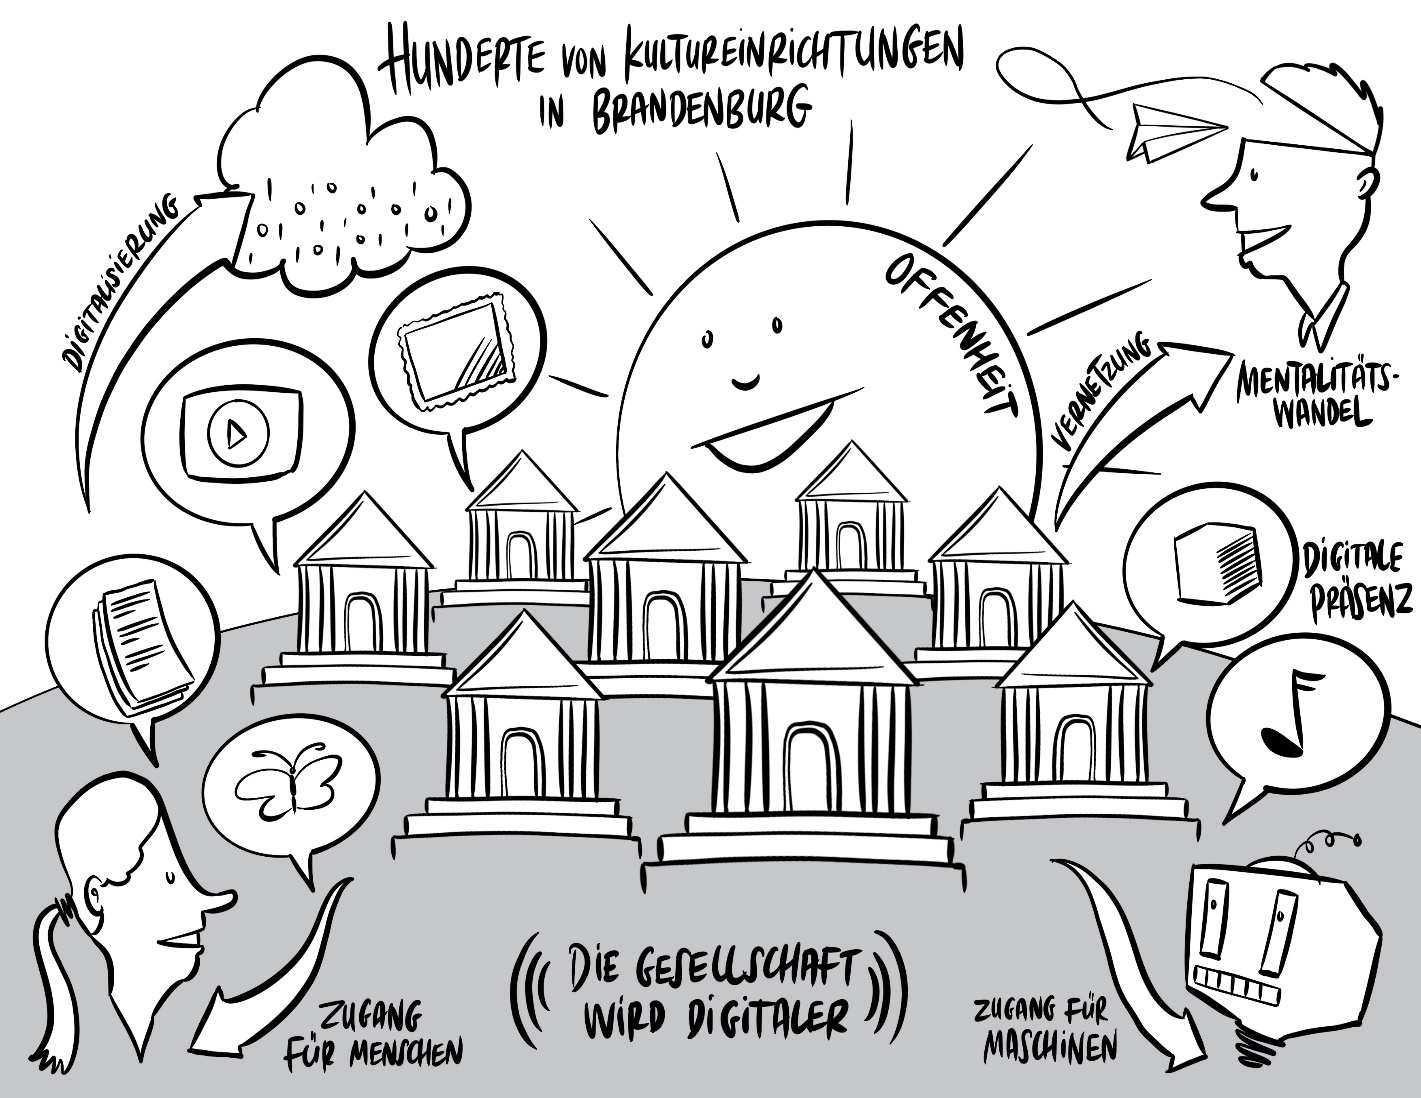 HUNDERTE VON KULTUREINRICHTUNGEN
IN BRANDENBURG
DIGITALISIERUNG
OFFENHEIT
VERNETZUNG
MENTALITÄTS-
WANDEL
DIGITALE
PRÄSENZ
ZUGANG
FÜR MENSCHEN
DIE GESELLSCHAFT
WIRD DIGITALER
ZUGANG FÜR
MASCHINEN